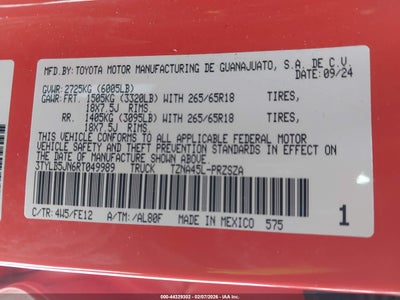 MFD.BY:TOYOTA MOTOR MANUFACTURING DE GUANAJUATO, S.A. DE C.V.
09/24
GVWR:2725KG (6005LB)
GAWR:FRT. 1505KG (3320LB) WITH 265/65R18 TIRES,
18X7.5J RIMS.
RR. 1405KG (3095LB) WITH 265/65R18 TIRES,
18X7.5J RIMS.
THIS VEHICLE CONFORMS TO ALL APPLICABLE FEDERAL MOTOR
VEHICLE SAFETY, BUMPER, AND THEFT PREVENTION STANDARDS IN
EFFECT ON THE DATE OF MANUFACTURE SHOWN ABOVE.
3TYLB5JN6RT049989 TRUCK TZNA45L-PRZSZA
C/TR:4W5/FE12 A/TM:/AL80F MADE IN MEXICO 575
1
000-44329303 - 02/07/2026 - IAA Inc.